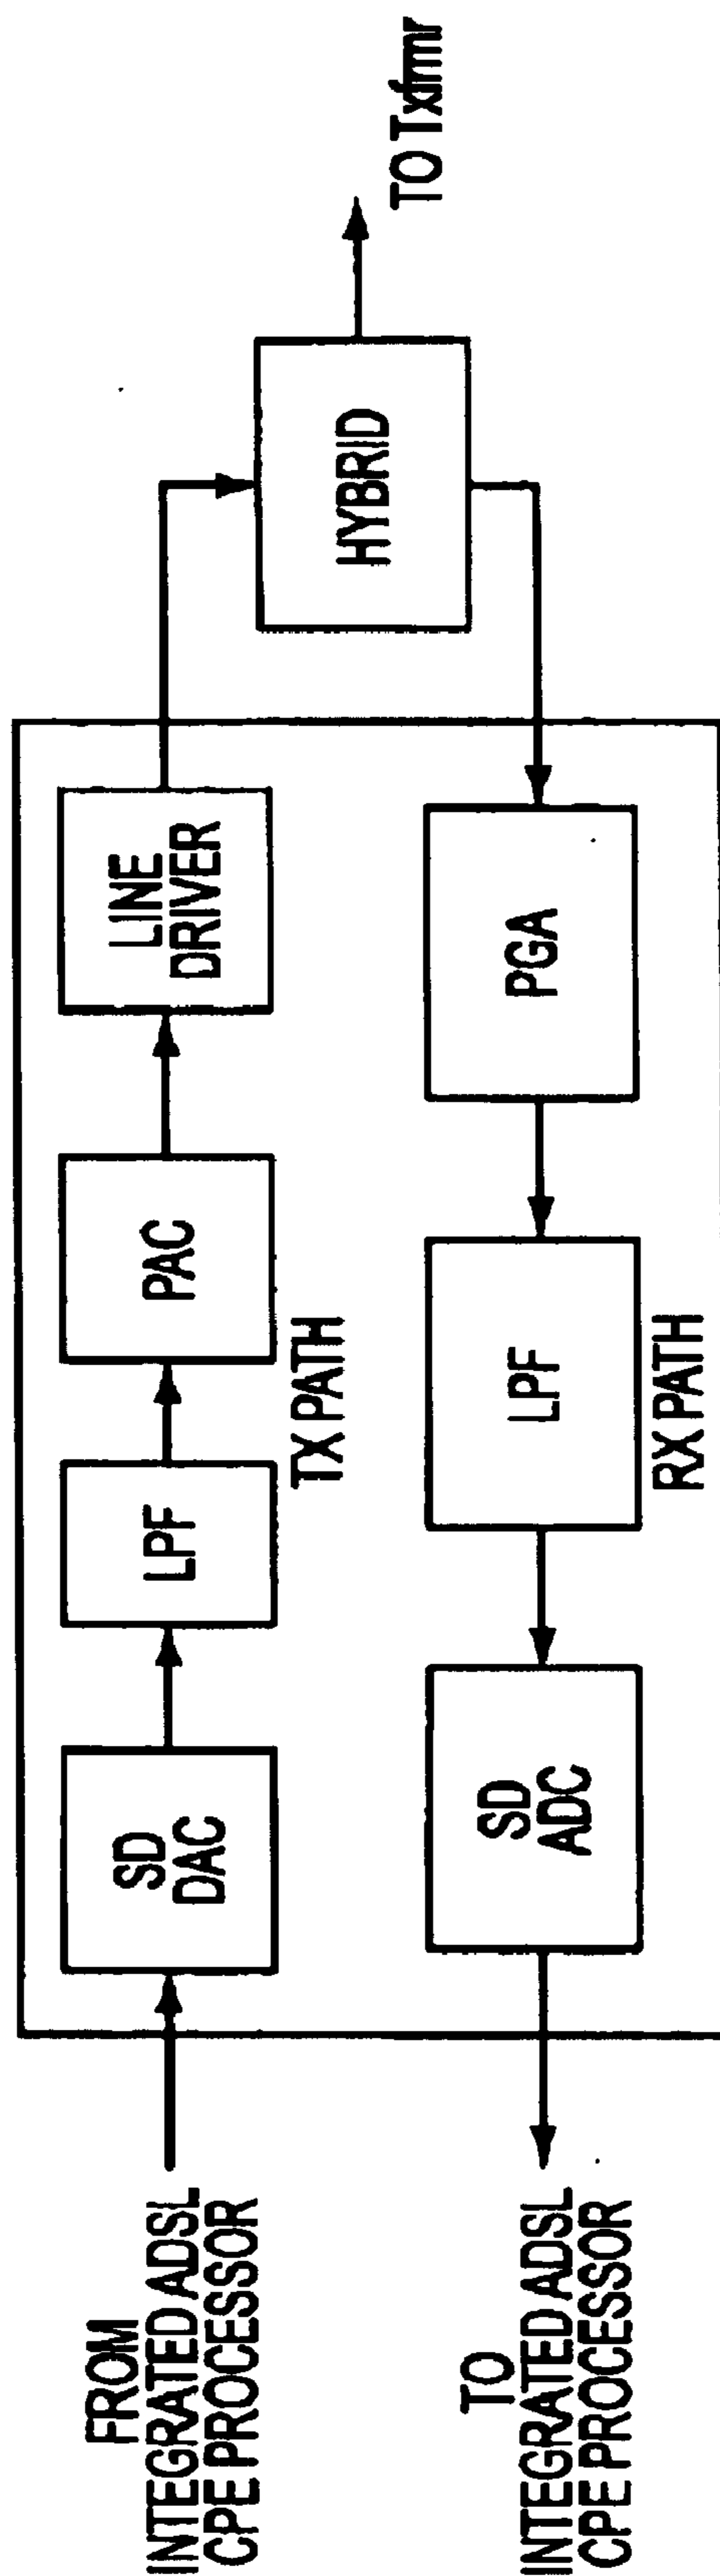 FROM
INTEGRATED ADSL
CPE PROCESSOR
SD
DAC
LPF
PAC
LINE
DRIVER
TX PATH
HYBRID
TO Txfrmr
TO
INTEGRATED ADSL
CPE PROCESSOR
SD
ADC
LPF
PGA
RX PATH